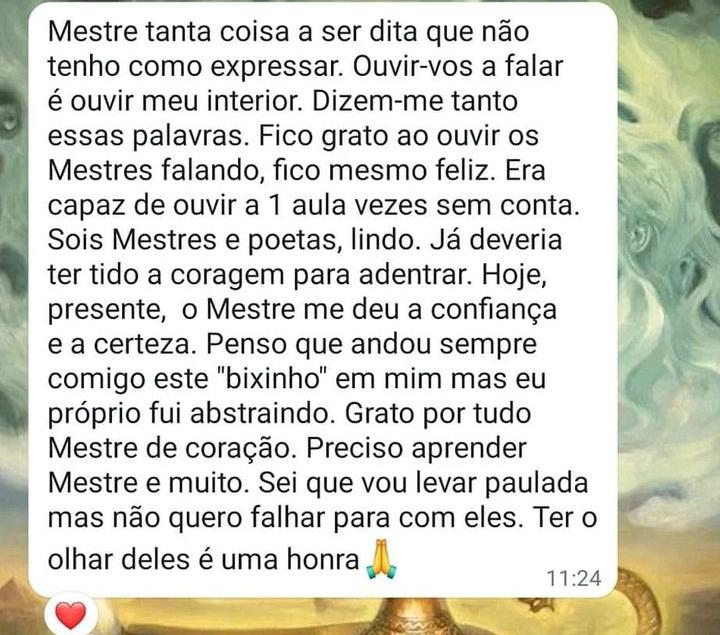 Mestre tanta coisa a ser dita que não
tenho como expressar. Ouvir-vos a falar
é ouvir meu interior. Dizem-me tanto
essas palavras. Fico grato ao ouvir os
Mestres falando, fico mesmo feliz. Era
capaz de ouvir a 1 aula vezes sem conta.
Sois Mestres e poetas, lindo. Já deveria
ter tido a coragem para adentrar. Hoje,
presente,  o Mestre me deu a confiança
e a certeza. Penso que andou sempre
comigo este "bixinho" em mim mas eu
próprio fui abstraindo. Grato por tudo
Mestre de coração. Preciso aprender
Mestre e muito. Sei que vou levar paulada
mas não quero falhar para com eles. Ter o
olhar deles é uma honra 🙏
11:24